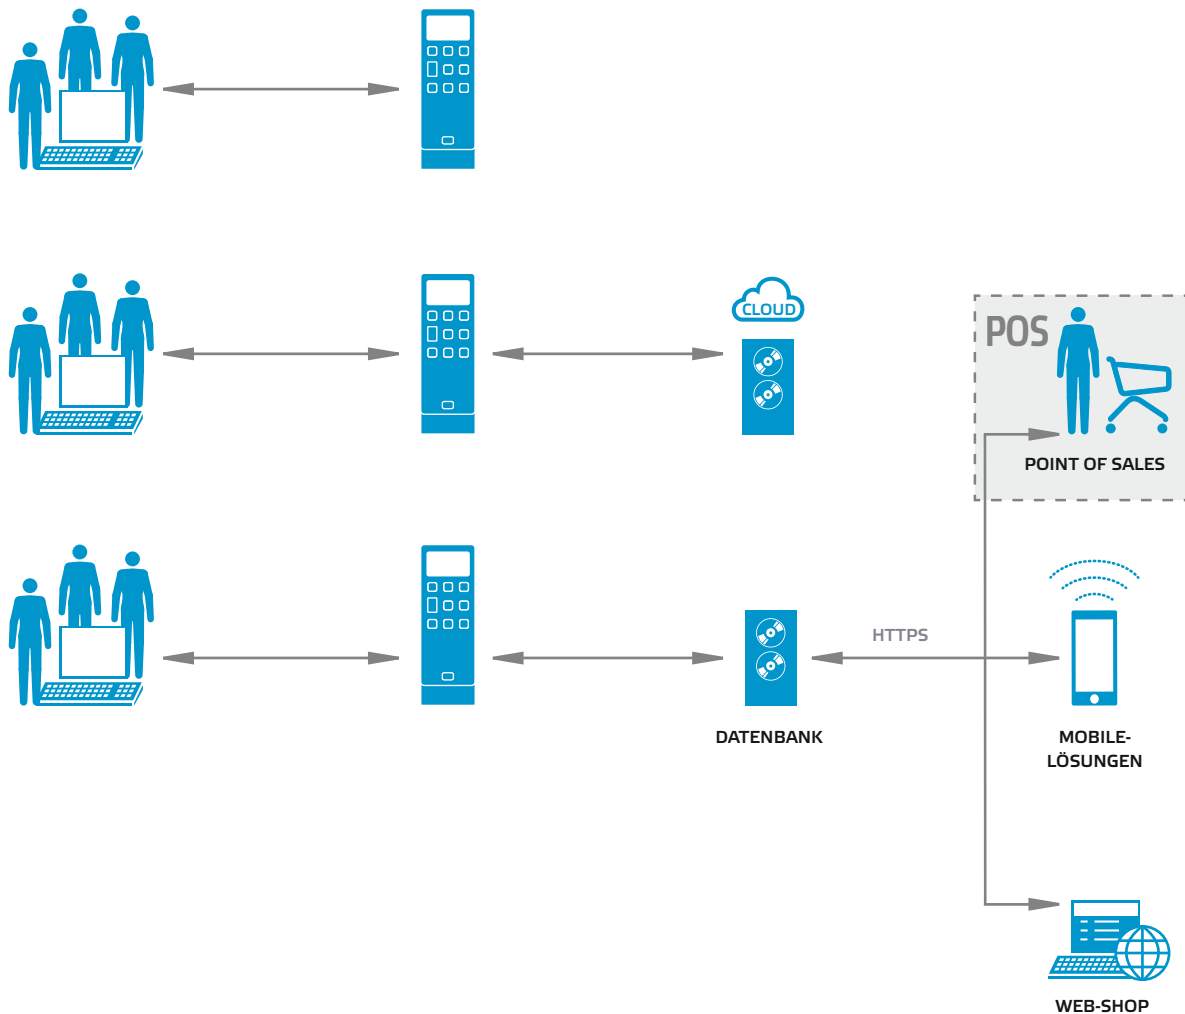 CLOUD
POS
POINT OF SALES
HTTPS
DATENBANK
MOBILE-
LÖSUNGEN
WEB-SHOP